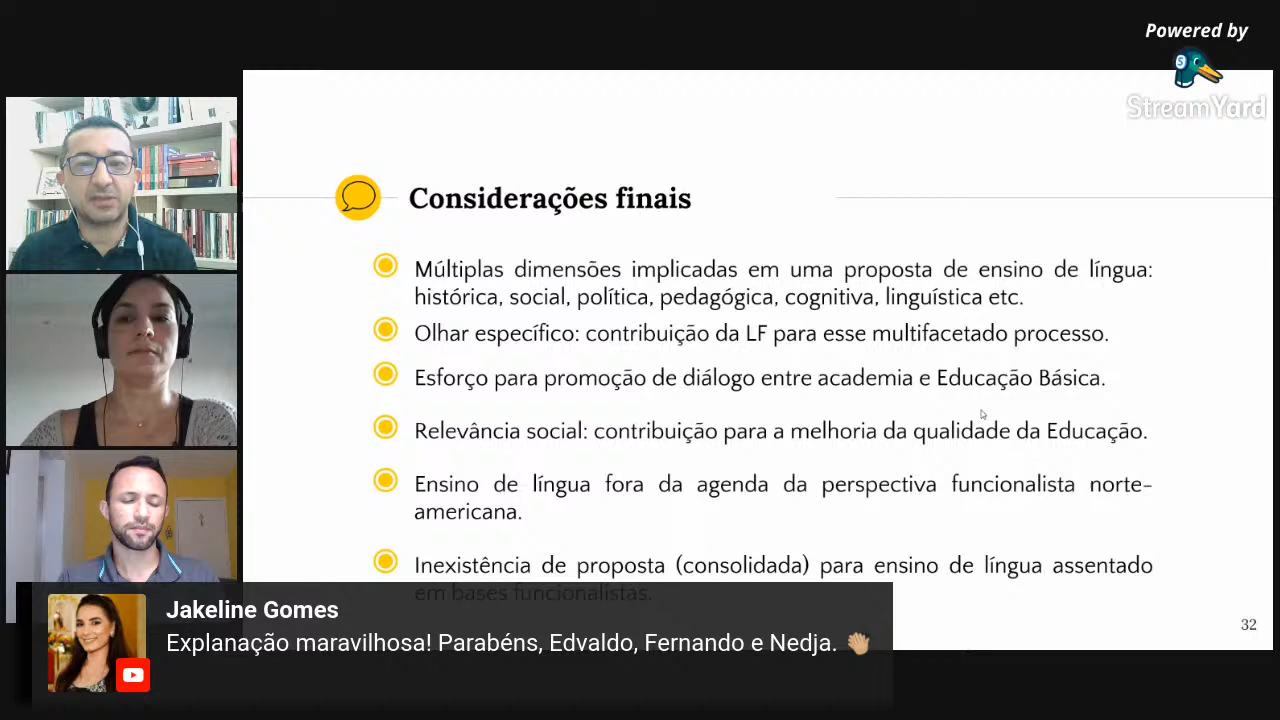 Powered by
StreamYard
Considerações finais
Múltiplas dimensões implicadas em uma proposta de ensino de língua:
histórica, social, política, pedagógica, cognitiva, linguística etc.
Olhar específico: contribuição da LF para esse multifacetado processo.
Esforço para promoção de diálogo entre academia e Educação Básica.
Relevância social: contribuição para a melhoria da qualidade da Educação.
Ensino de língua fora da agenda da perspectiva funcionalista norte-
americana.
Inexistência de proposta (consolidada) para ensino de língua assentado
em bases funcionalistas.
32
Jakeline Gomes
Explanação maravilhosa! Parabéns, Edvaldo, Fernando e Nedja. 👏🏼